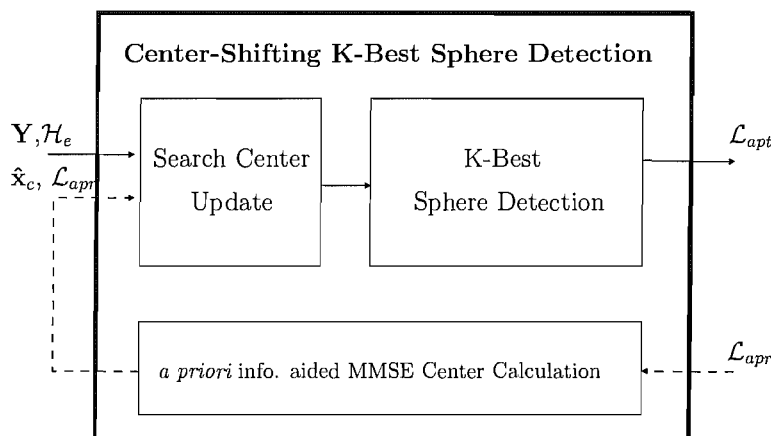 Center-Shifting K-Best Sphere Detection
Y,ℋₑ
x̂_c, ℒ_apr
Search Center
Update
K-Best
Sphere Detection
ℒ_apt
a priori info. aided MMSE Center Calculation
ℒ_apr